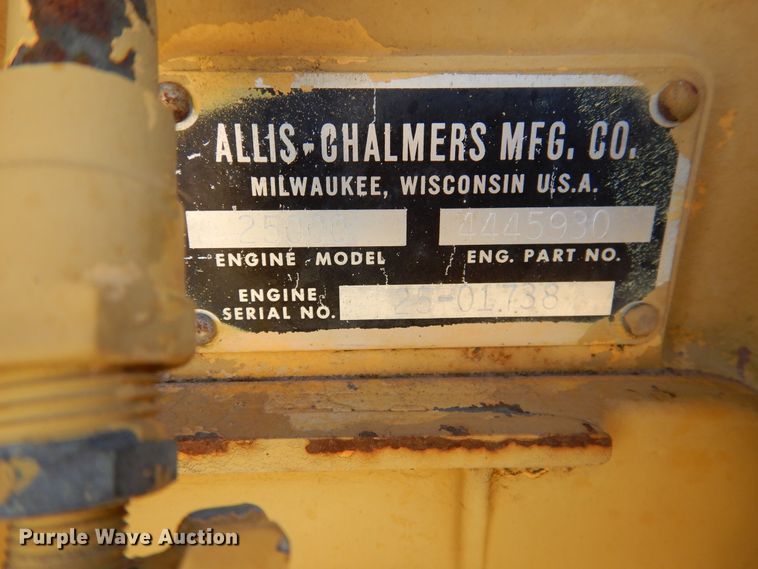 ALLIS-CHALMERS MFG. CO.
MILWAUKEE, WISCONSIN U.S.A.
4445930
ENGINE MODEL ENG. PART NO.
ENGINE
SERIAL NO. 25-01738
Purple Wave Auction